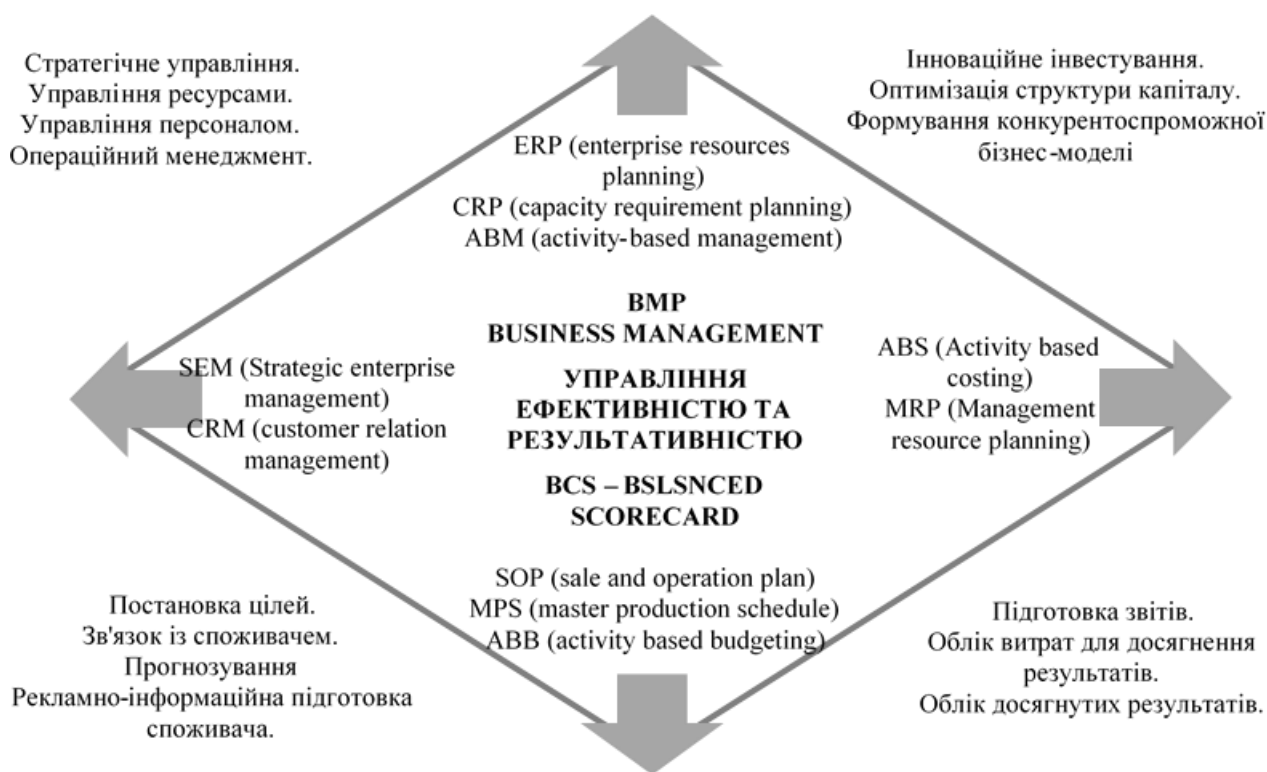 Стратегічне управління.
Управління ресурсами.
Управління персоналом.
Операційний менеджмент.
Інноваційне інвестування.
Оптимізація структури капіталу.
Формування конкурентоспроможної
бізнес-моделі
ERP (enterprise resources
planning)
CRP (capacity requirement planning)
ABM (activity-based management)
BMP
BUSINESS MANAGEMENT
SEM (Strategic enterprise
management)
CRM (customer relation
management)
УПРАВЛІННЯ
ЕФЕКТИВНІСТЮ ТА
РЕЗУЛЬТАТИВНІСТЮ
ABS (Activity based
costing)
MRP (Management
resource planning)
BCS – BSLSNCED
SCORECARD
SOP (sale and operation plan)
MPS (master production schedule)
ABB (activity based budgeting)
Постановка цілей.
Зв'язок із споживачем.
Прогнозування
Рекламно-інформаційна підготовка
споживача.
Підготовка звітів.
Облік витрат для досягнення
результатів.
Облік досягнутих результатів.